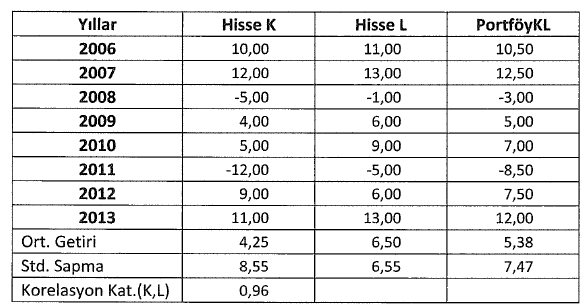 Yıllar Hisse K Hisse L PortföyKL
2006 10,00 11,00 10,50
2007 12,00 13,00 12,50
2008 -5,00 -1,00 -3,00
2009 4,00 6,00 5,00
2010 5,00 9,00 7,00
2011 -12,00 -5,00 -8,50
2012 9,00 6,00 7,50
2013 11,00 13,00 12,00
Ort. Getiri 4,25 6,50 5,38
Std. Sapma 8,55 6,55 7,47
Korelasyon Kat.(K,L) 0,96